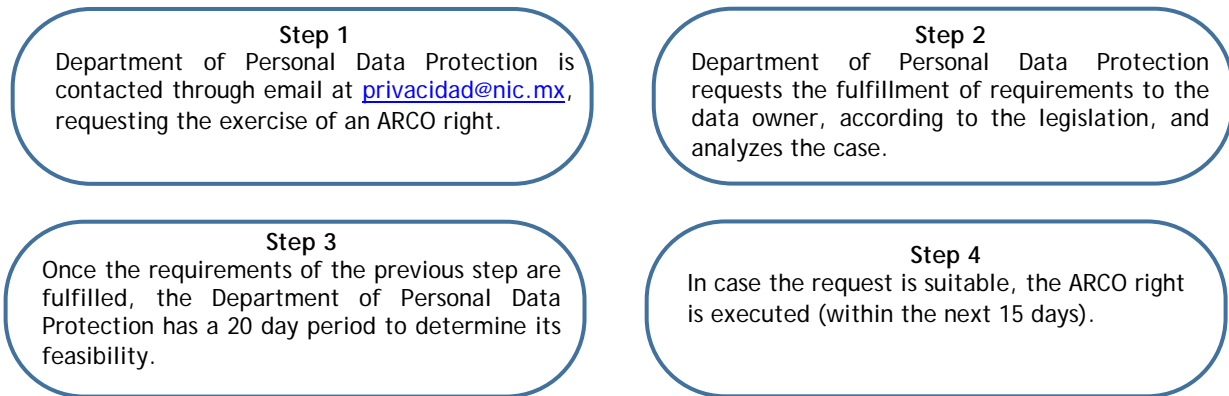 Step 1
Department of Personal Data Protection is
contacted through email at privacidad@nic.mx,
requesting the exercise of an ARCO right.
Step 2
Department of Personal Data Protection
requests the fulfillment of requirements to the
data owner, according to the legislation, and
analyzes the case.
Step 3
Once the requirements of the previous step are
fulfilled, the Department of Personal Data
Protection has a 20 day period to determine its
feasibility.
Step 4
In case the request is suitable, the ARCO right
is executed (within the next 15 days).